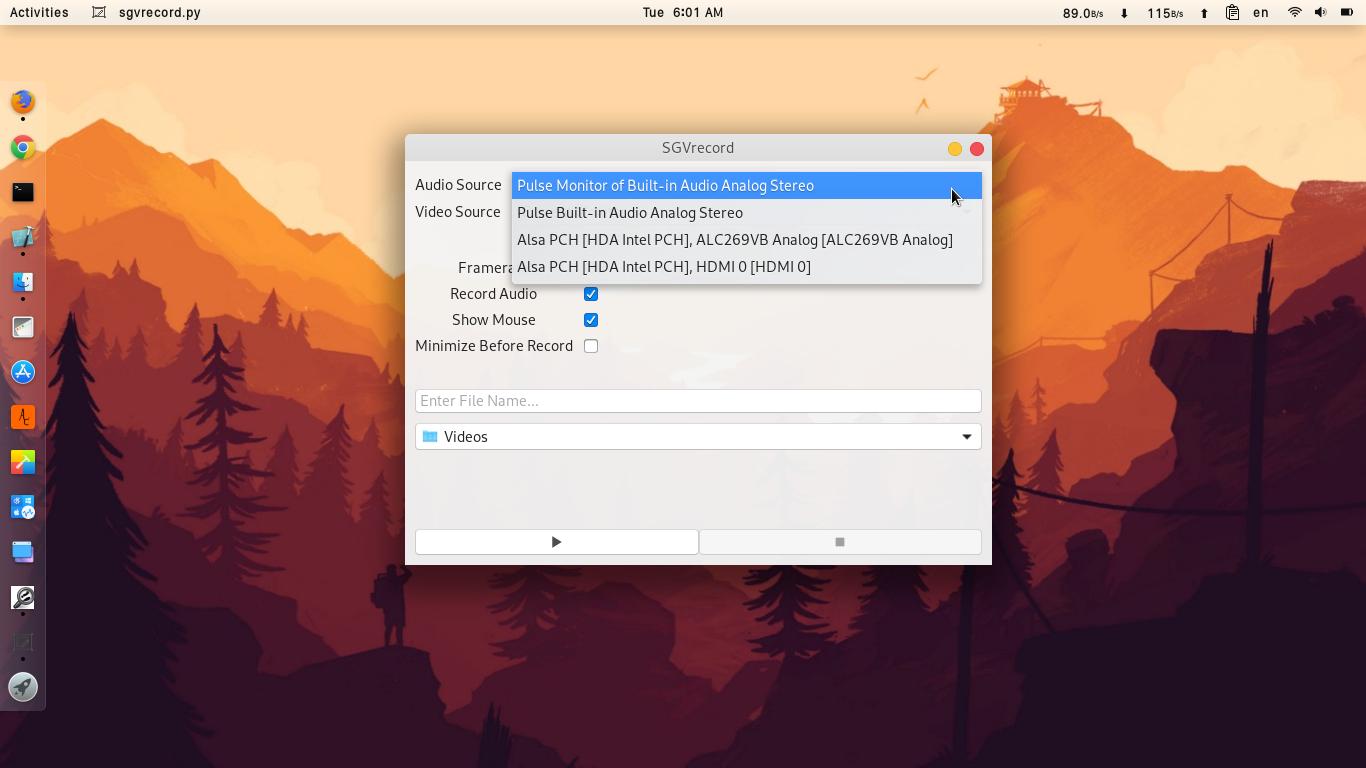 Activities sgvrecord.py Tue 6:01 AM 89.0B/s ⬇ 115B/s ⬆ en
SGVrecord
Audio Source Pulse Monitor of Built-in Audio Analog Stereo
Video Source Pulse Built-in Audio Analog Stereo
Alsa PCH [HDA Intel PCH], ALC269VB Analog [ALC269VB Analog]
Framera Alsa PCH [HDA Intel PCH], HDMI 0 [HDMI 0]
Record Audio
Show Mouse
Minimize Before Record
Enter File Name...
Videos